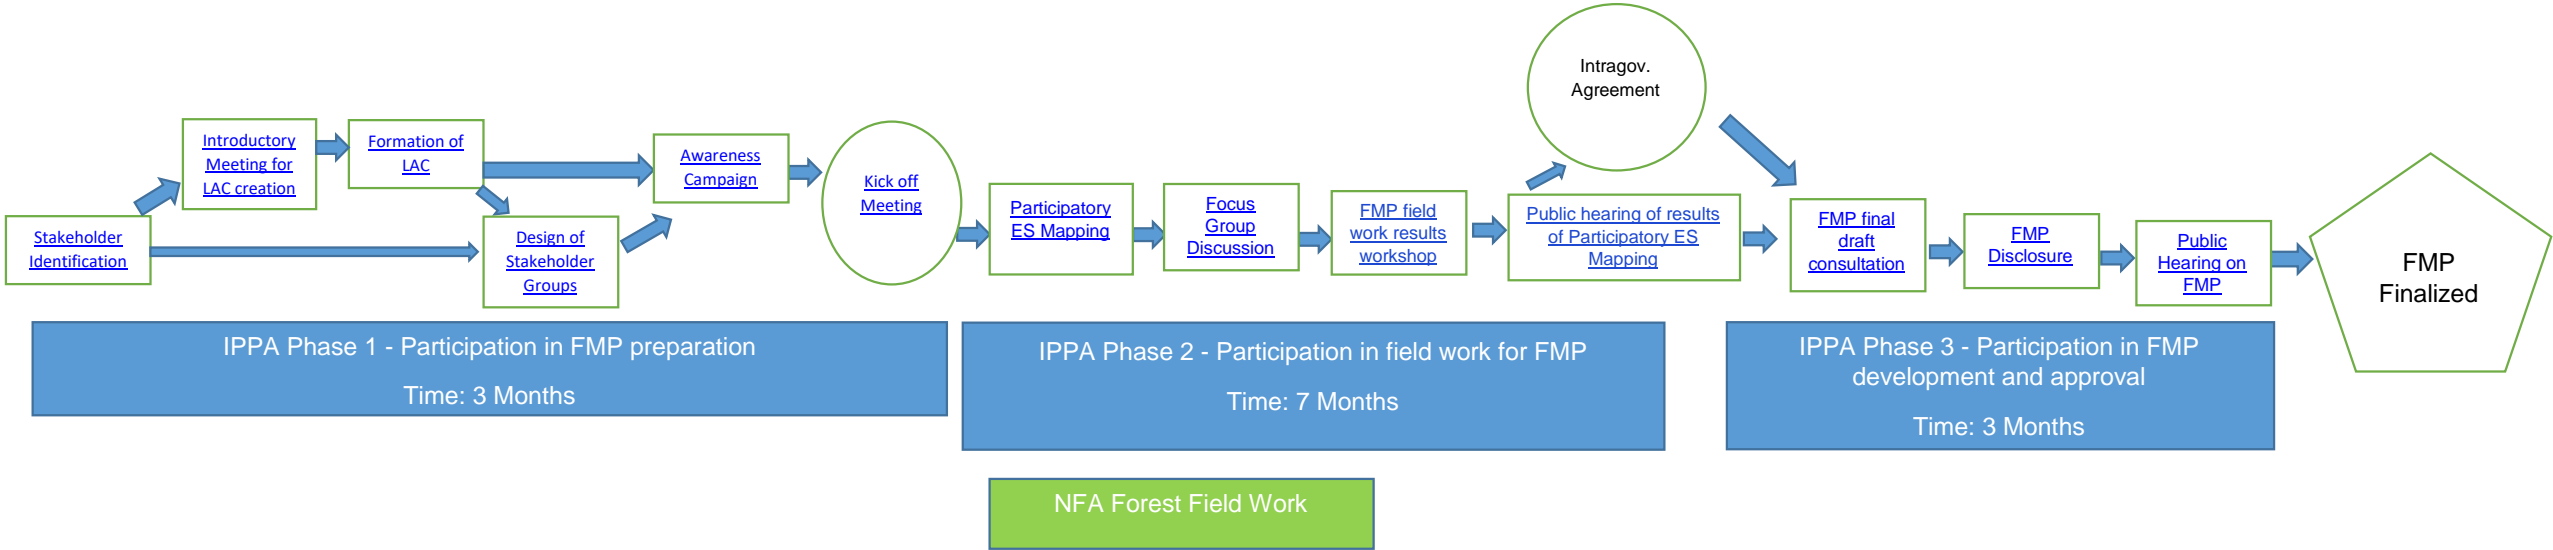 Stakeholder
Identification
Introductory
Meeting for
LAC creation
Formation of
LAC
Design of
Stakeholder
Groups
Awareness
Campaign
Kick off
Meeting
Participatory
ES Mapping
Focus
Group
Discussion
FMP field
work results
workshop
Public hearing of results
of Participatory ES
Mapping
Intragov.
Agreement
FMP final
draft
consultation
FMP
Disclosure
Public
Hearing on
FMP
FMP
Finalized
IPPA Phase 1 - Participation in FMP preparation
Time: 3 Months
IPPA Phase 2 - Participation in field work for FMP
Time: 7 Months
IPPA Phase 3 - Participation in FMP
development and approval
Time: 3 Months
NFA Forest Field Work